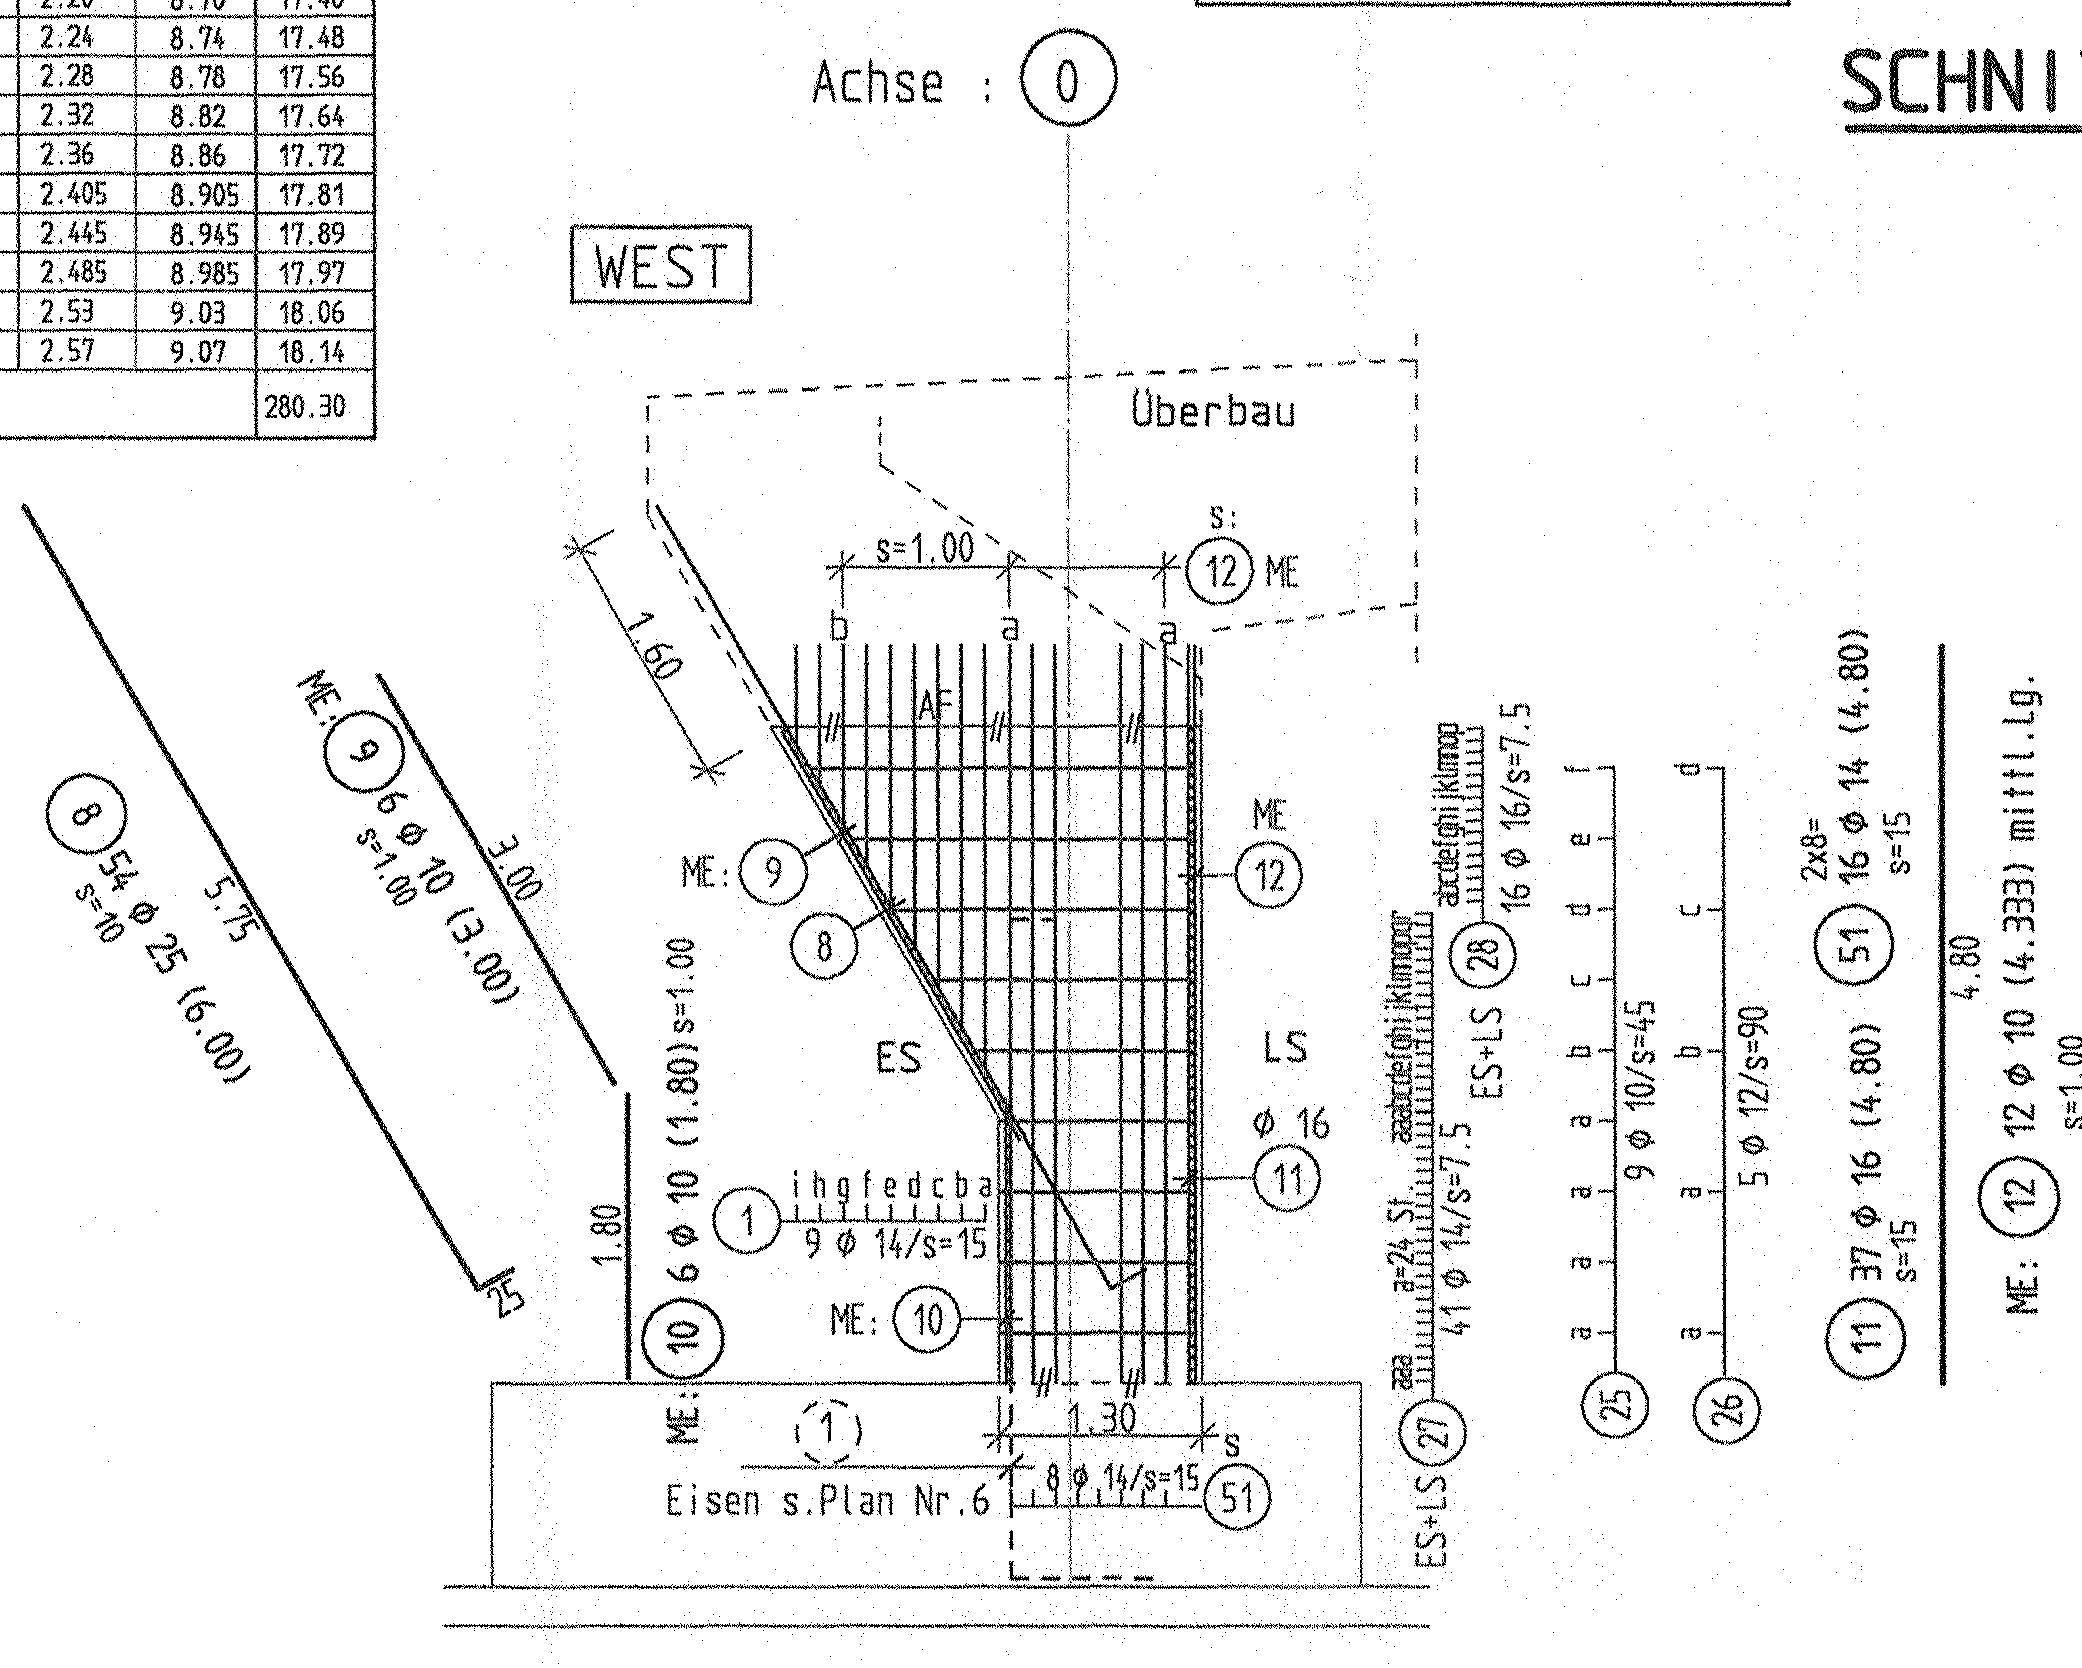 2.24 8.74 17.48
2.28 8.78 17.56
2.32 8.82 17.64
2.36 8.86 17.72
2.405 8.905 17.81
2.445 8.945 17.89
2.485 8.985 17.97
2.53 9.03 18.06
2.57 9.07 18.14
280.30
Achse : 0
WEST
Überbau
s:
s=1.00
12 ME
b a a
1.60
AF
ME: 9
8
ME
12
ES
LS
ϕ 16
11
i h g f e d c b a
1
9 ϕ 14/s=15
ME: 10
1
1.30
s
8 ϕ 14/s=15
51
Eisen s.Plan Nr.6
8 54 ϕ 25 (6.00)
s=10
5.75
25
ME: 9 6 ϕ 10 (3.00)
s=1.00
3.00
1.80
ME: 10 6 ϕ 10 (1.80) s=1.00
aaa a=24 St.
41 ϕ 14/s=7.5
ES+LS 27
16 ϕ 16/s=7.5
ES+LS 28
a a a a b c d e f
9 ϕ 10/s=45
25
a a b c d
5 ϕ 12/s=90
26
2x8=
11 37 ϕ 16 (4.80) 51 16 ϕ 14 (4.80)
s=15 s=15
4.80
ME: 12 12 ϕ 10 (4.333) mittl.Lg.
s=1.00